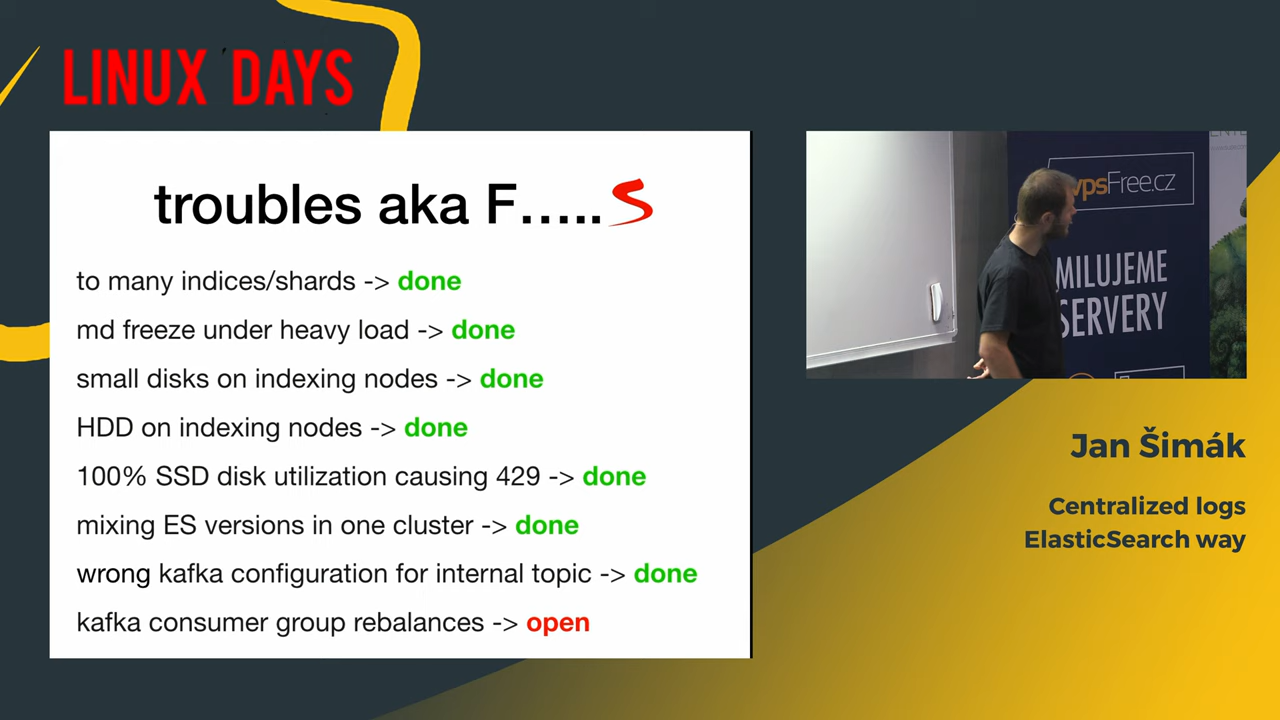 LINUX DAYS
troubles aka F.....S
to many indices/shards -> done
md freeze under heavy load -> done
small disks on indexing nodes -> done
HDD on indexing nodes -> done
100% SSD disk utilization causing 429 -> done
mixing ES versions in one cluster -> done
wrong kafka configuration for internal topic -> done
kafka consumer group rebalances -> open
vpsFree.cz
MILUJEME
SERVERY
Jan Šimák
Centralized logs
ElasticSearch way